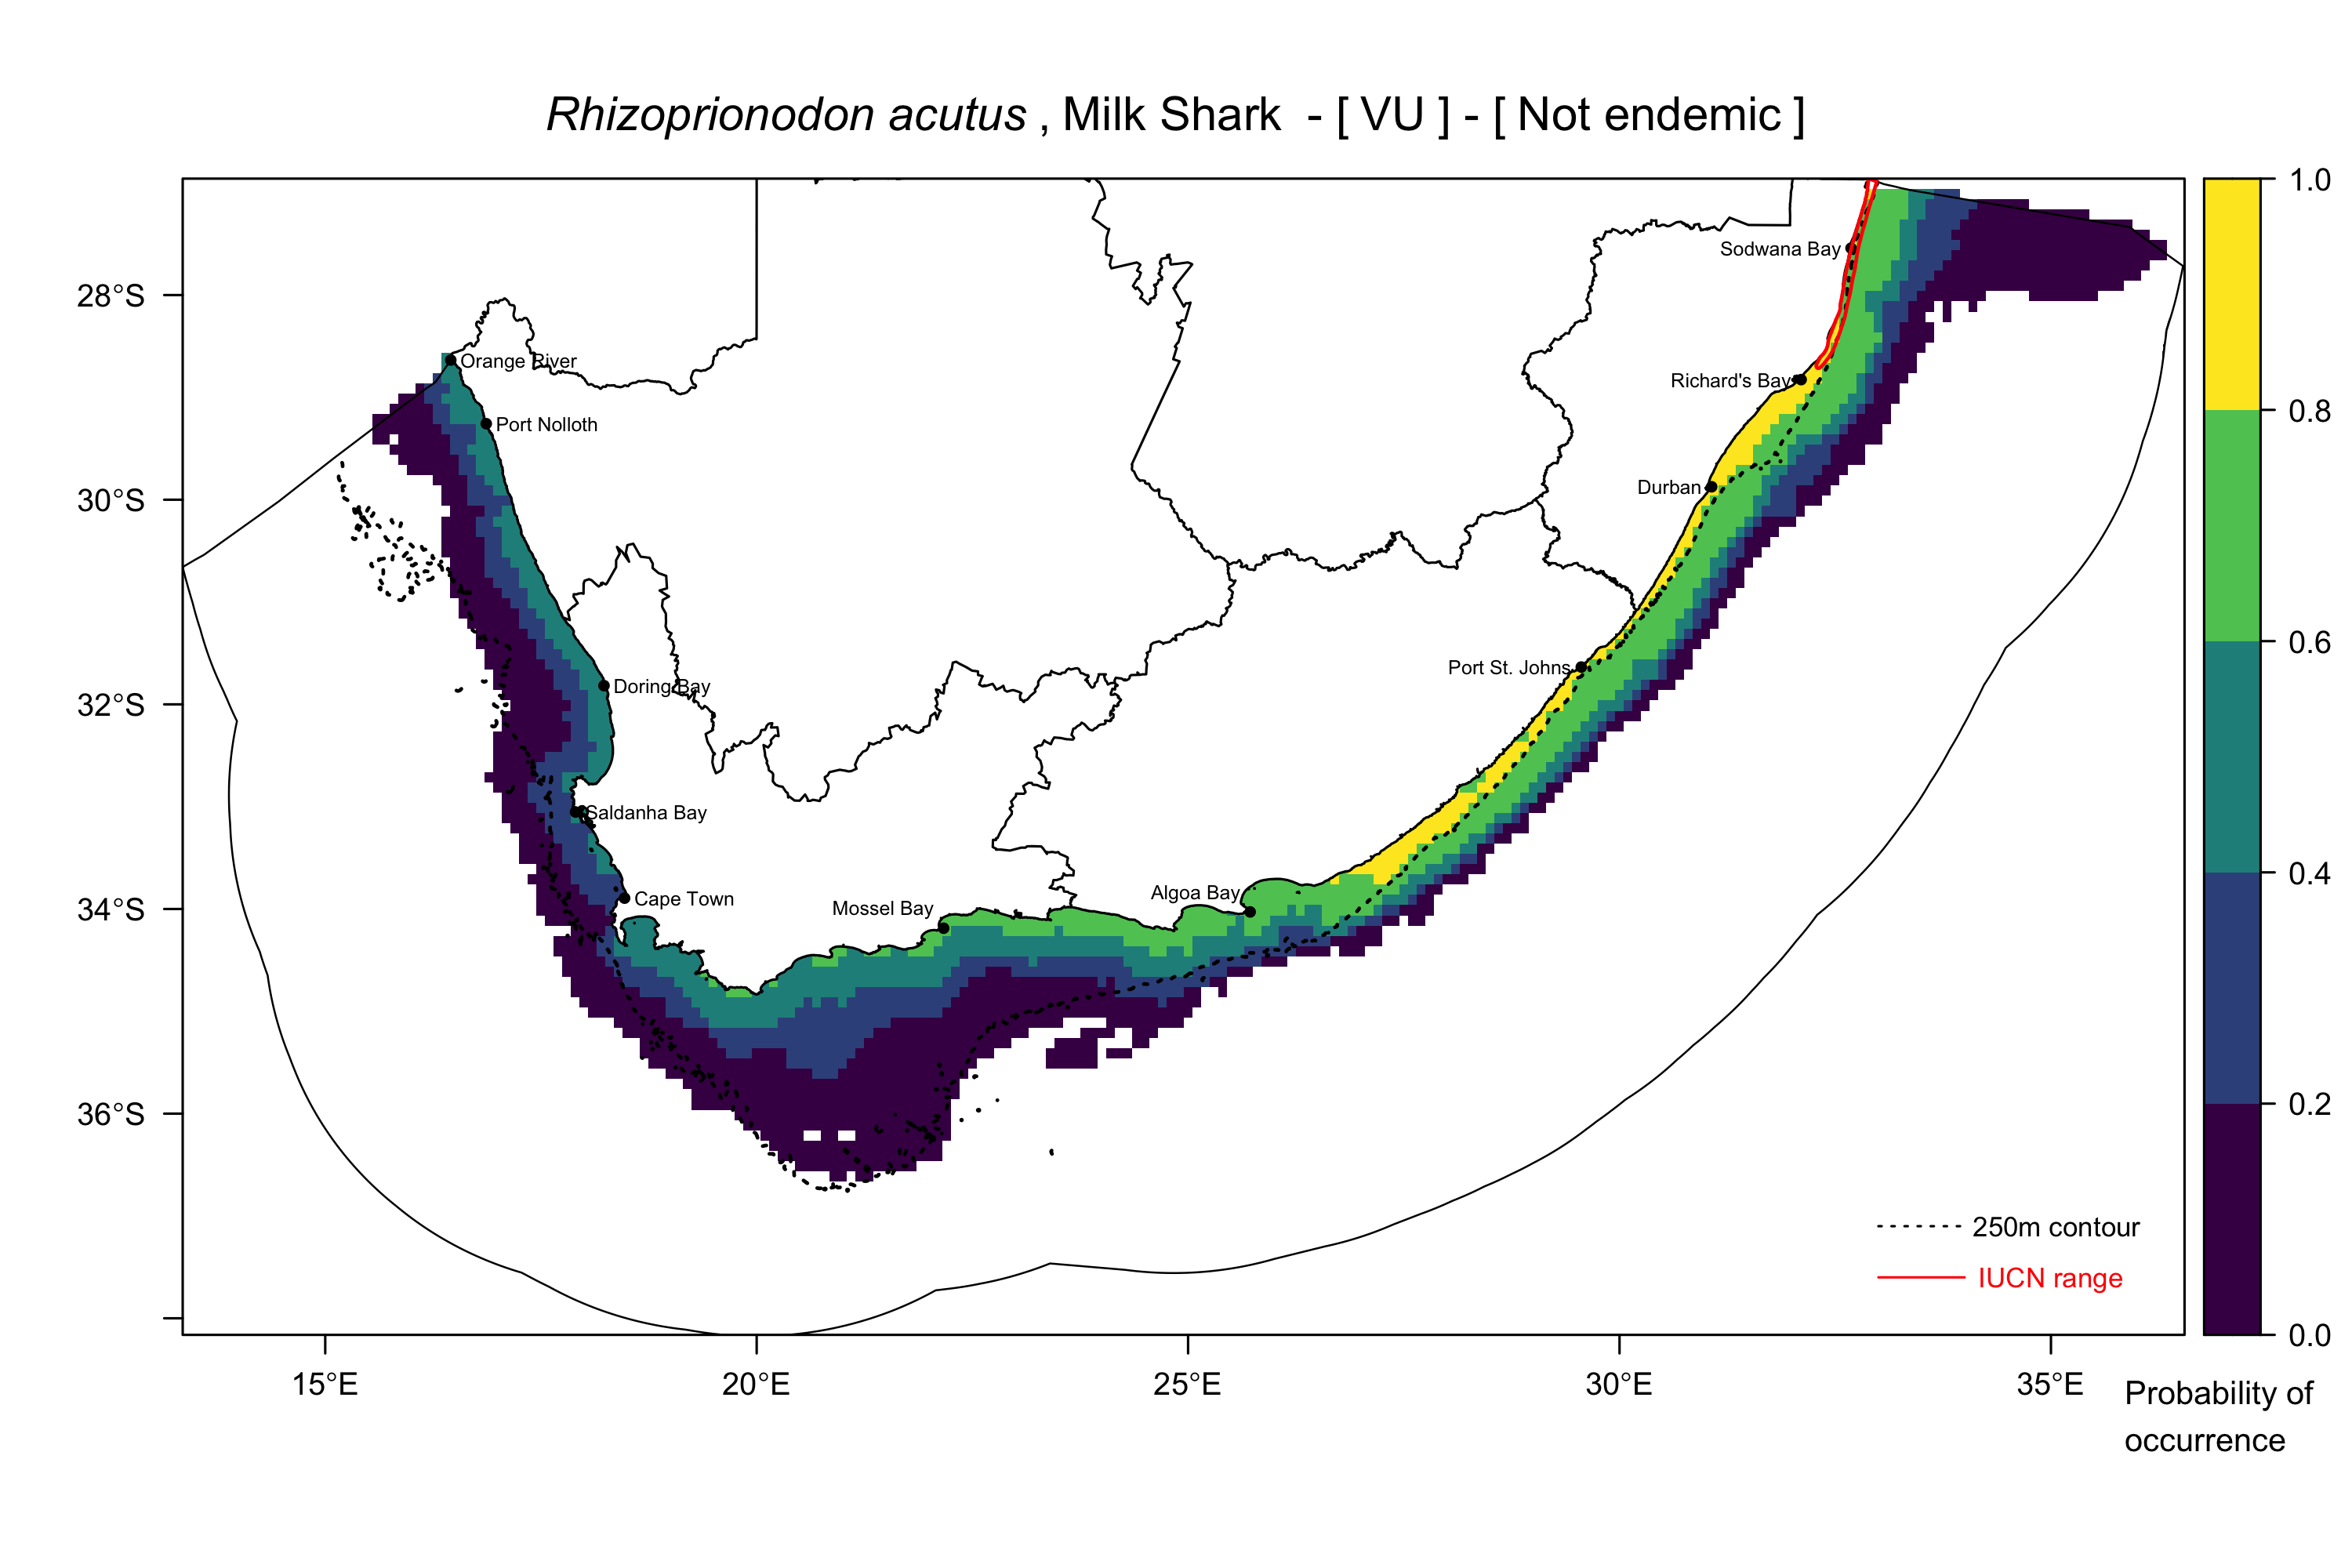 Rhizoprionodon acutus , Milk Shark - [ VU ] - [ Not endemic ]
1.0
0.8
0.6
0.4
0.2
0.0
Probability of
occurrence
28°S
30°S
32°S
34°S
36°S
15°E
20°E
25°E
30°E
35°E
Sodwana Bay
Richard's Bay
Durban
Port St. Johns
Algoa Bay
Mossel Bay
Cape Town
Saldanha Bay
Doring Bay
Port Nolloth
Orange River
250m contour
IUCN range